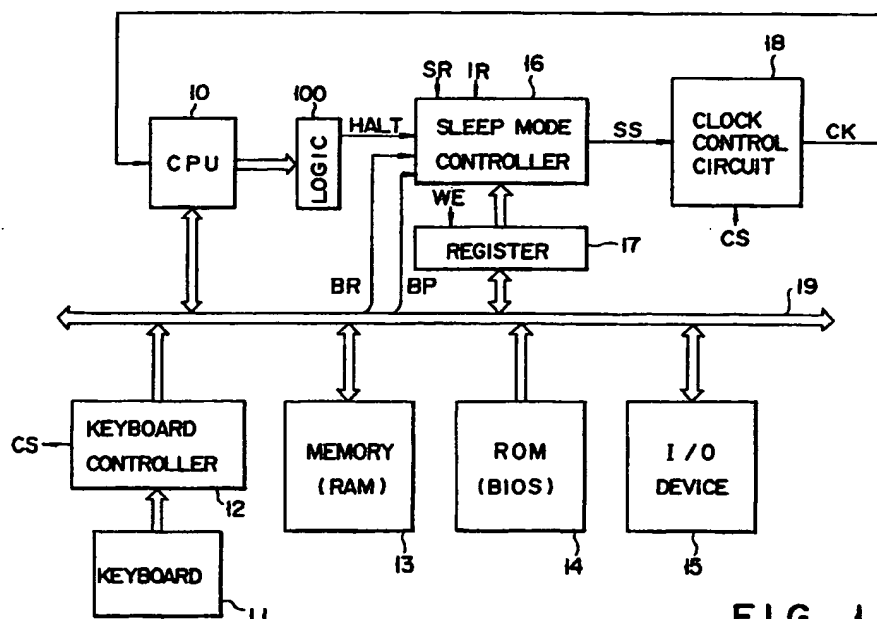 18
SR IR 16
10
100
HALT
CPU
LOGIC
SLEEP MODE
CONTROLLER
SS
CLOCK
CONTROL
CIRCUIT
CK
WE
REGISTER
17
CS
BR BP
19
CS
KEYBOARD
CONTROLLER
12
MEMORY
(RAM)
13
ROM
(BIOS)
14
I/O
DEVICE
15
KEYBOARD
11
FIG. 1